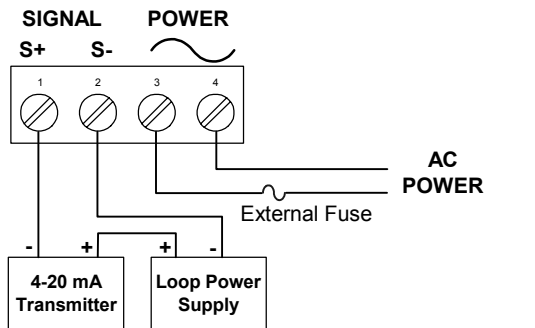 SIGNAL POWER
S+ S-
1 2 3 4
AC
POWER
External Fuse
- + + -
4-20 mA
Transmitter
Loop Power
Supply